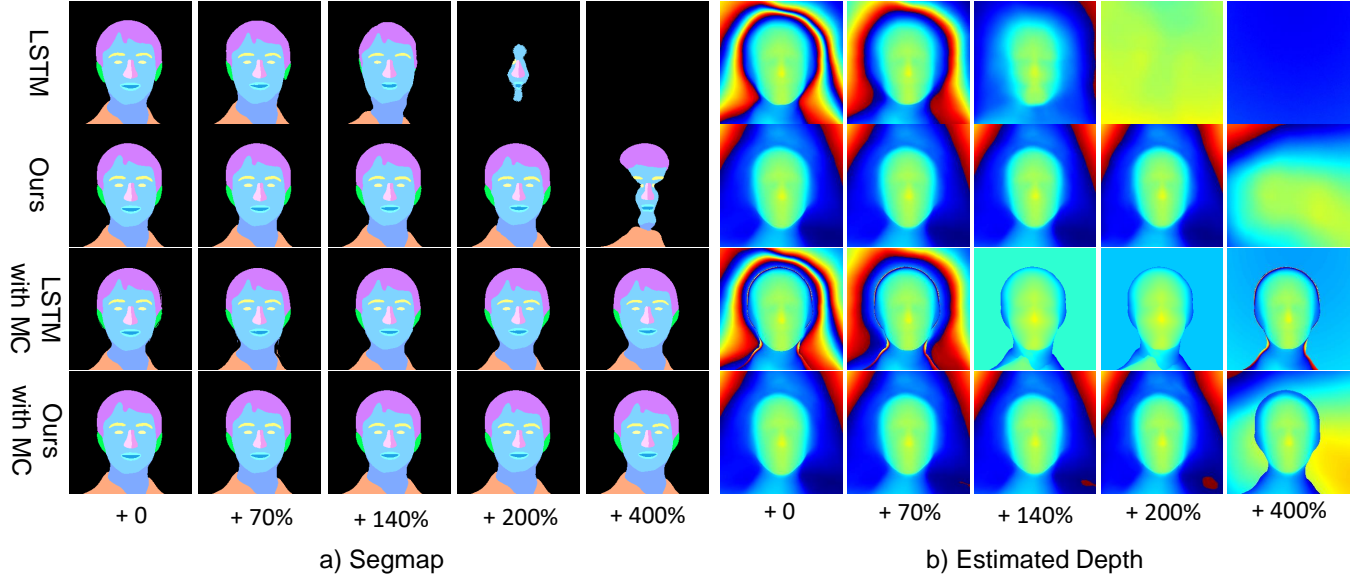 LSTM
Ours
LSTM
with MC
Ours
with MC
+ 0
+ 70%
+ 140%
+ 200%
+ 400%
+ 0
+ 70%
+ 140%
+ 200%
+ 400%
a) Segmap
b) Estimated Depth